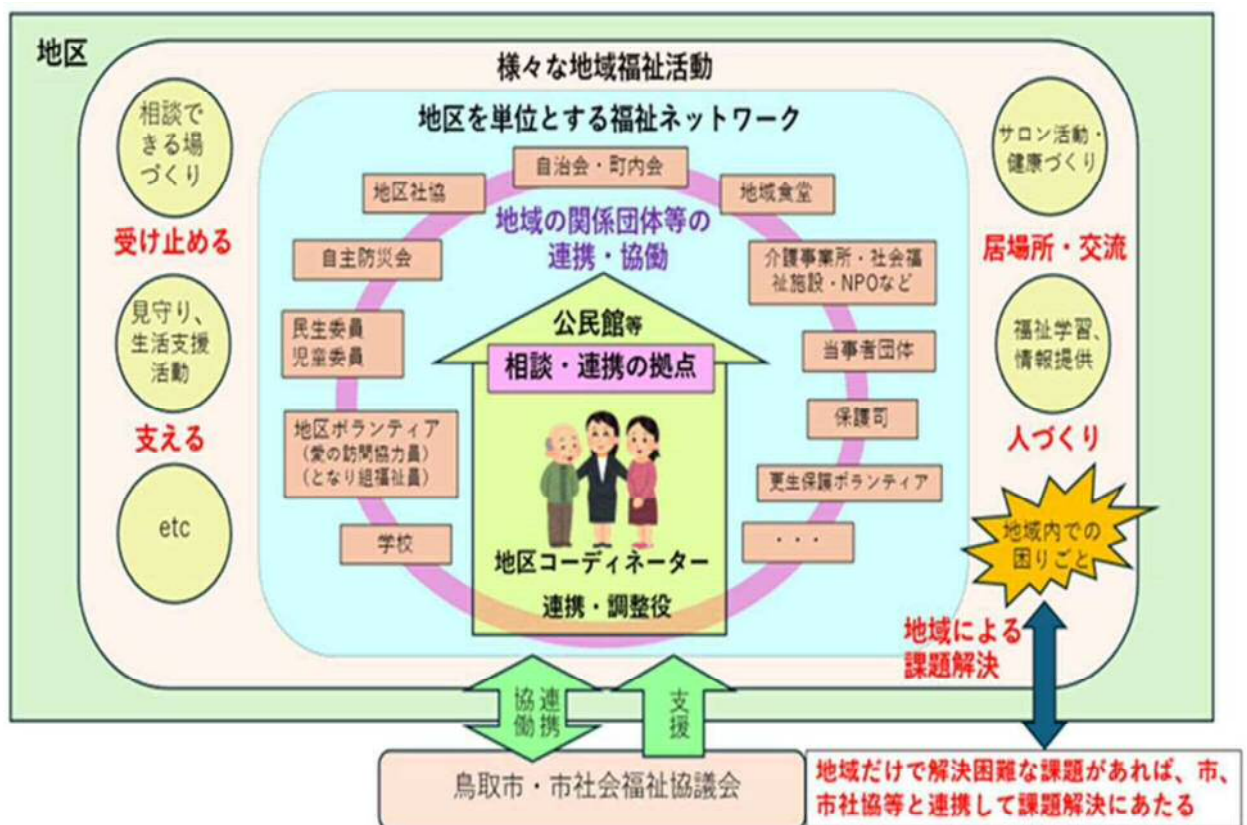 地区
様々な地域福祉活動
地区を単位とする福祉ネットワーク
相談で
きる場
づくり
受け止める
見守り、
生活支援
活動
支える
etc
自治会・町内会
地区社協
地域食堂
地域の関係団体等の
連携・協働
自主防災会
介護事業所・社会福
祉施設・NPOなど
民生委員
児童委員
当事者団体
地区ボランティア
(愛の訪問協力員)
(となり組福祉員)
保護司
更生保護ボランティア
学校
・・・
公民館等
相談・連携の拠点
地区コーディネーター
連携・調整役
サロン活動・
健康づくり
居場所・交流
福祉学習、
情報提供
人づくり
地域内での
困りごと
地域による
課題解決
連携
協働
支援
鳥取市・市社会福祉協議会
地域だけで解決困難な課題があれば、市、
市社協等と連携して課題解決にあたる